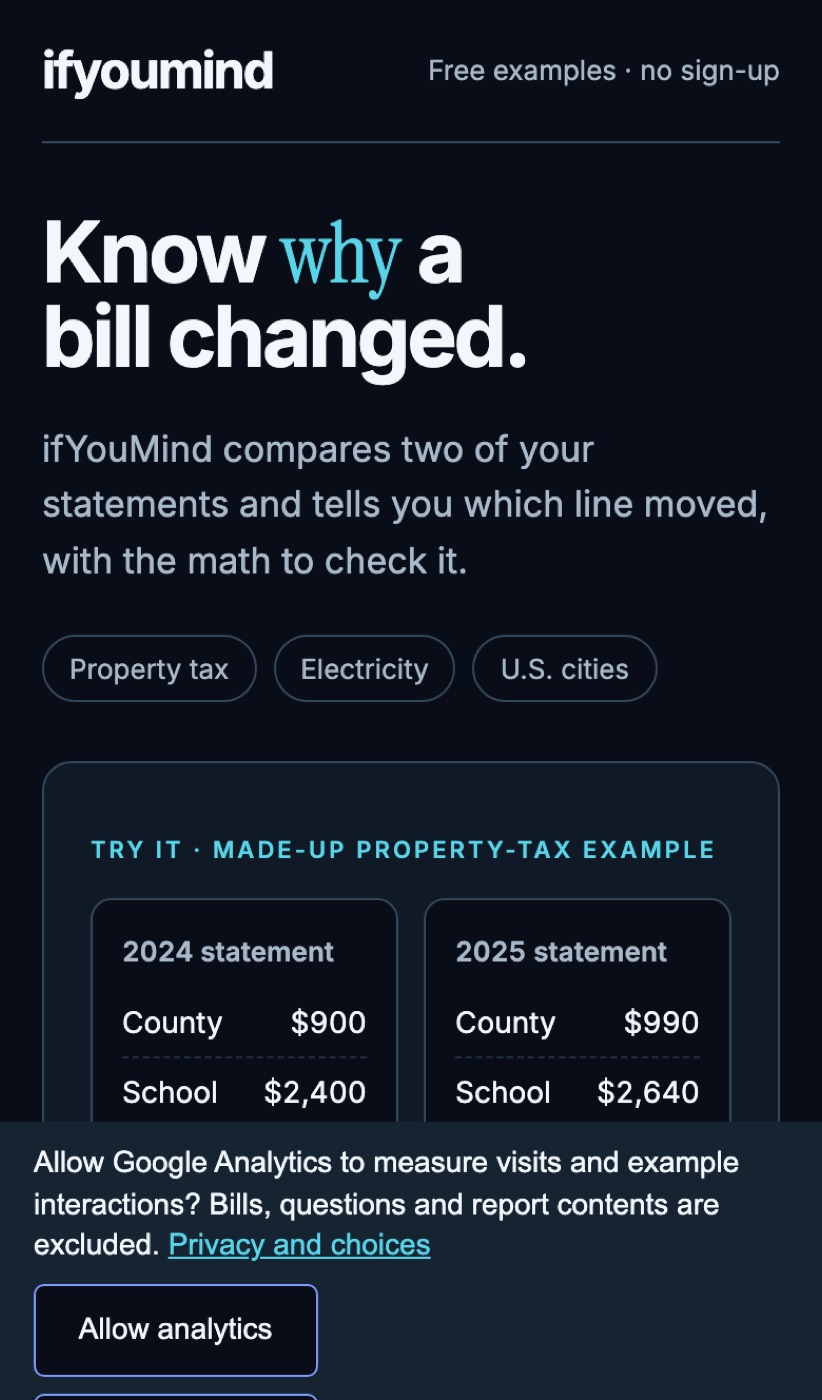 ifyoumind
Free examples · no sign-up
Know why a
bill changed.
ifYouMind compares two of your
statements and tells you which line moved,
with the math to check it.
Property tax
Electricity
U.S. cities
TRY IT · MADE-UP PROPERTY-TAX EXAMPLE
2024 statement
County $900
School $2,400
2025 statement
County $990
School $2,640
Allow Google Analytics to measure visits and example
interactions? Bills, questions and report contents are
excluded. Privacy and choices
Allow analytics